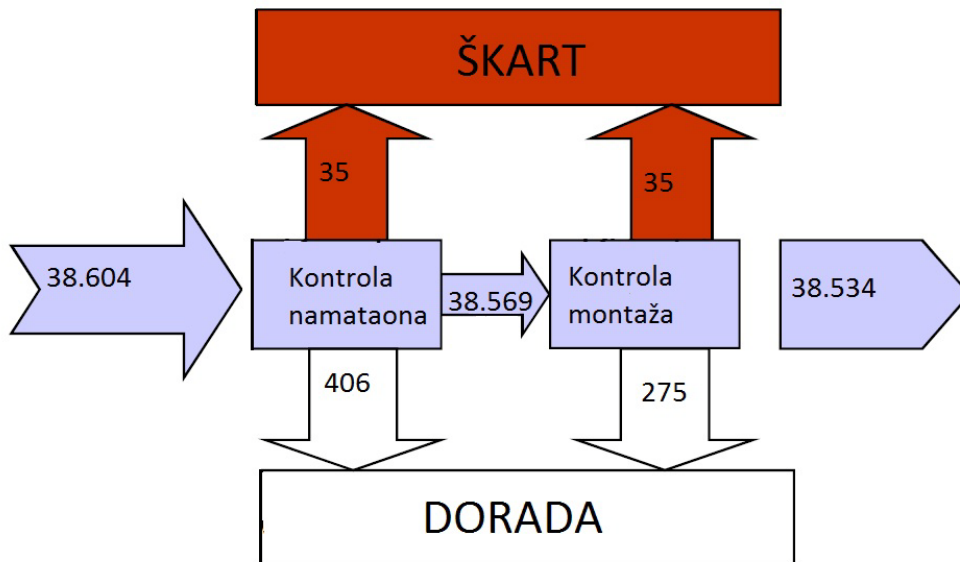 ŠKART
35
35
38.604
Kontrola
namataona
38.569
Kontrola
montaža
38.534
406
275
DORADA